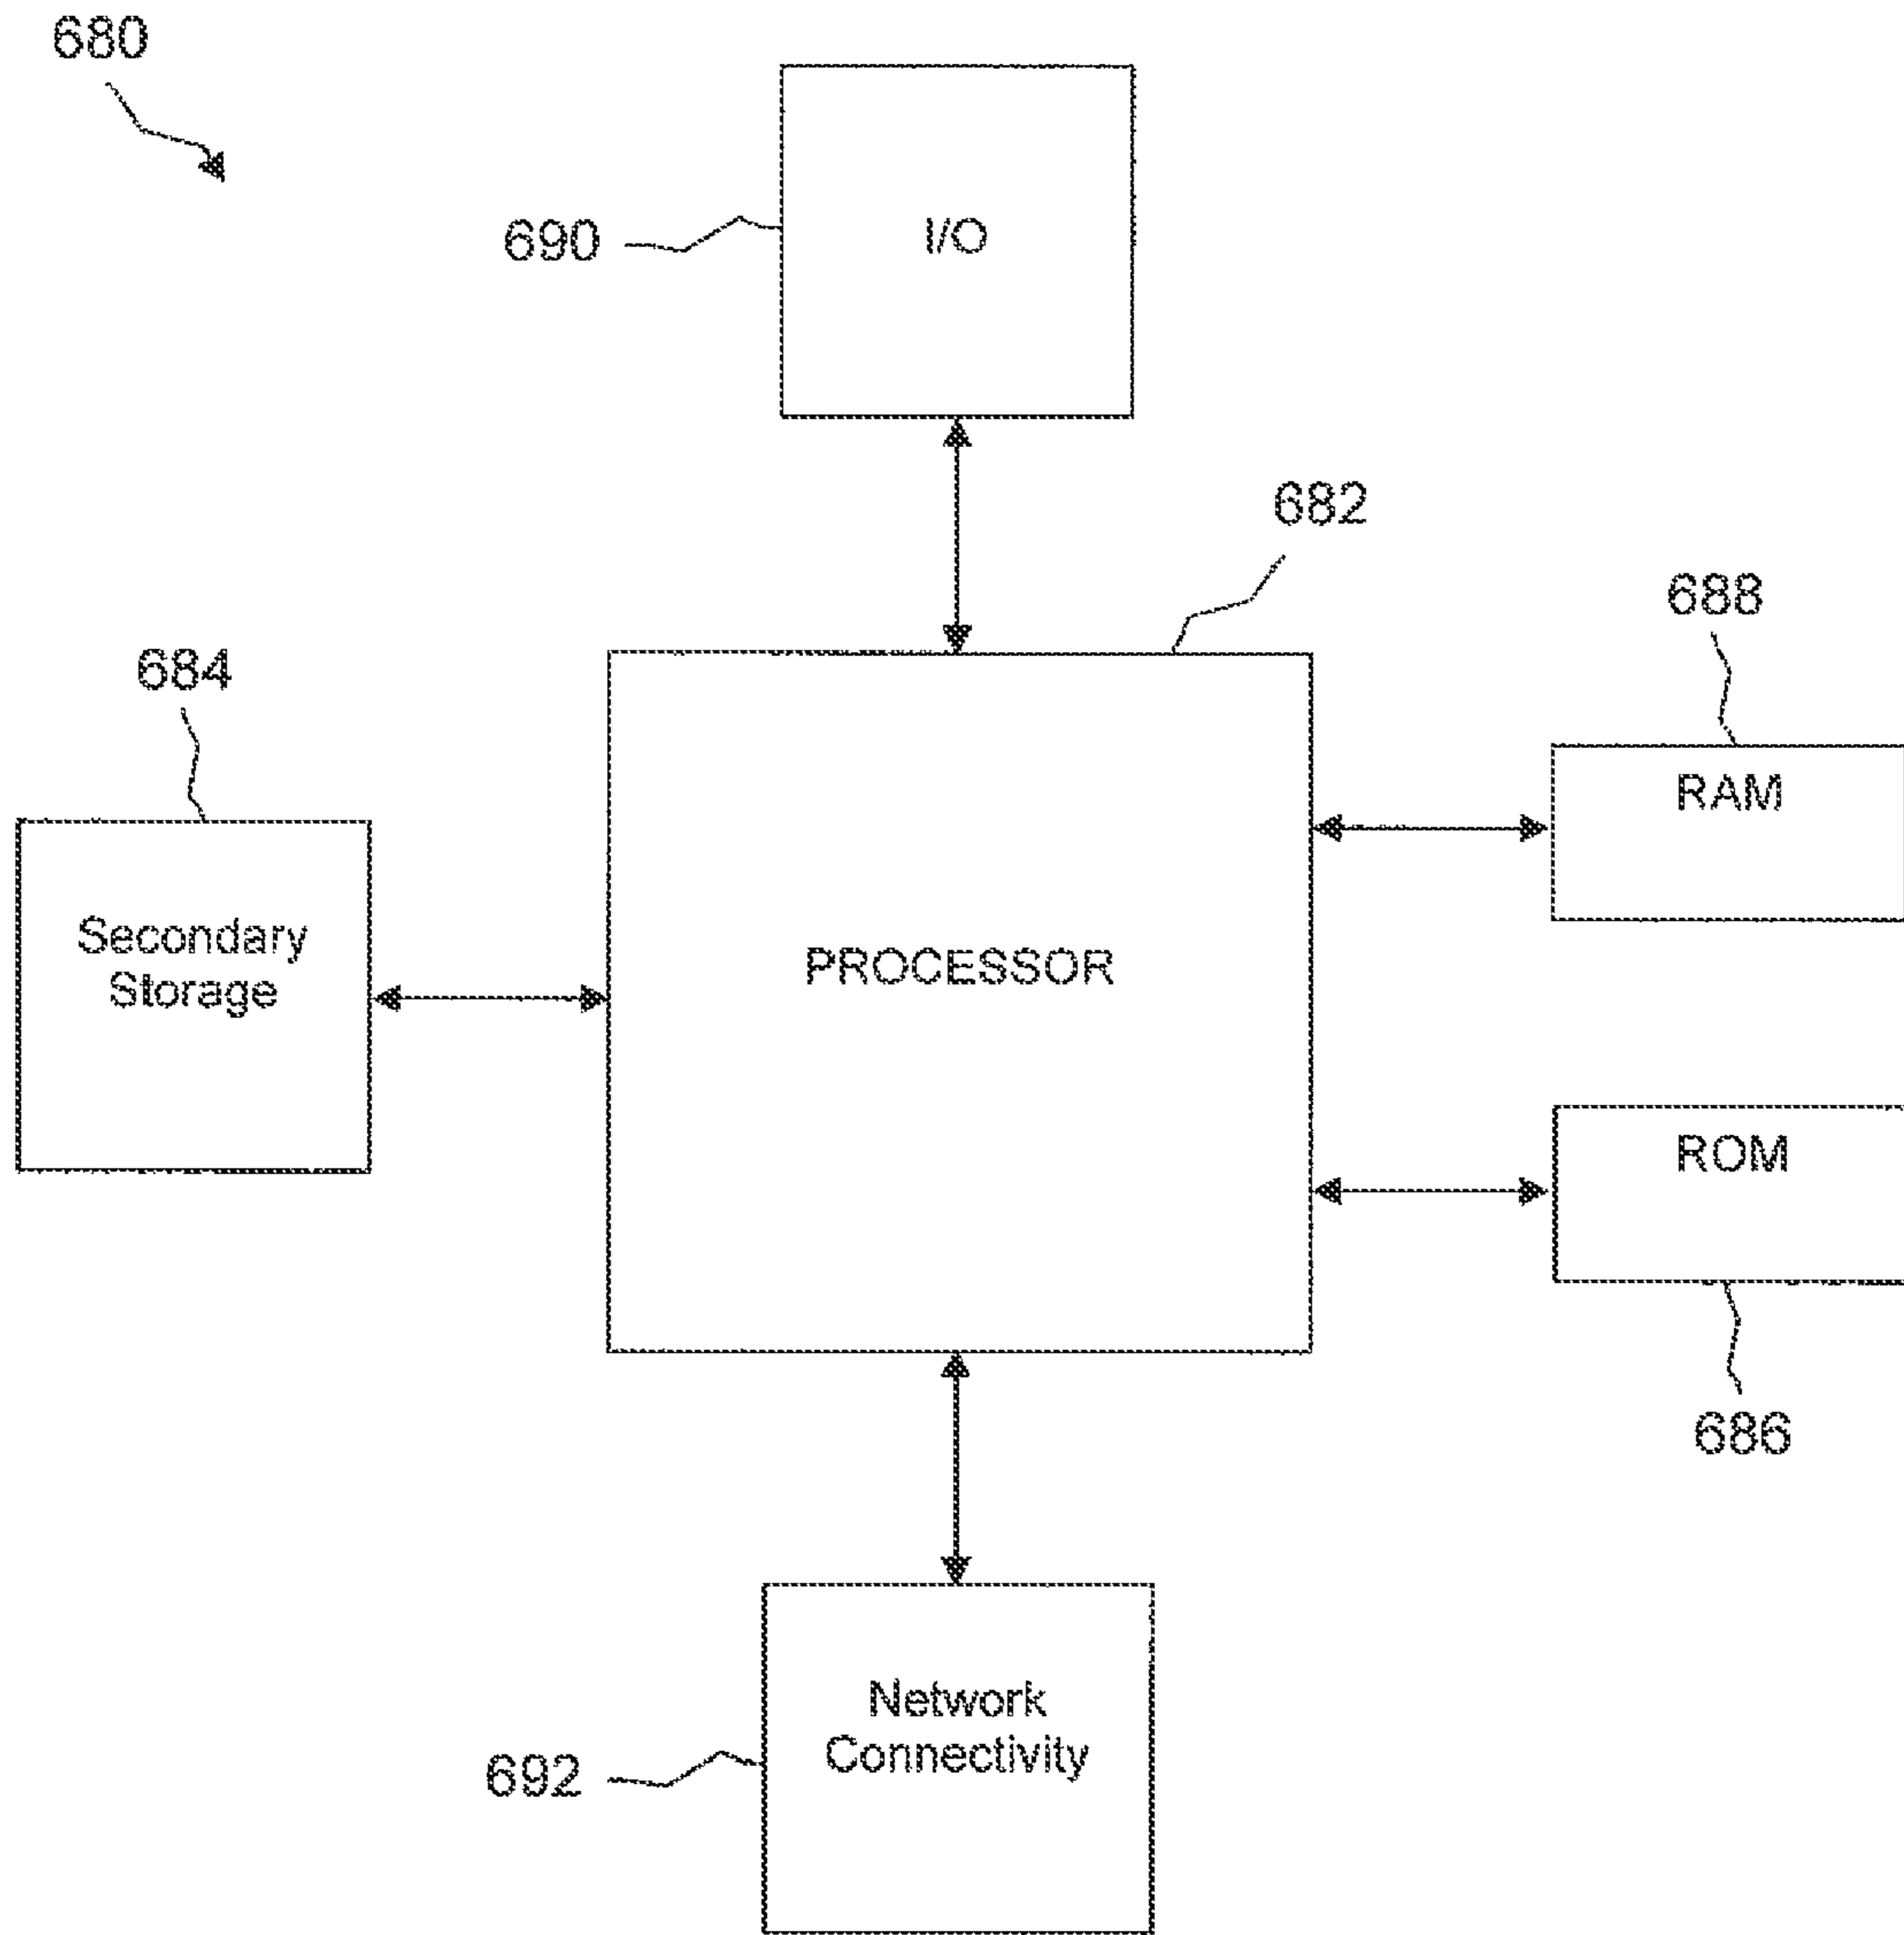 680
690
I/O
682
688
684
RAM
Secondary
Storage
PROCESSOR
ROM
686
Network
Connectivity
692